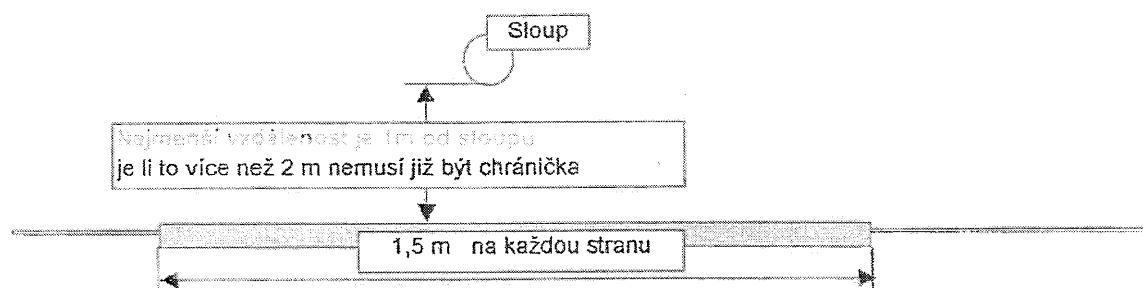 Sloup
Nejmenší vzdálenost je 1m od sloupu
je li to více než 2 m nemusí již být chránička
1,5 m na každou stranu